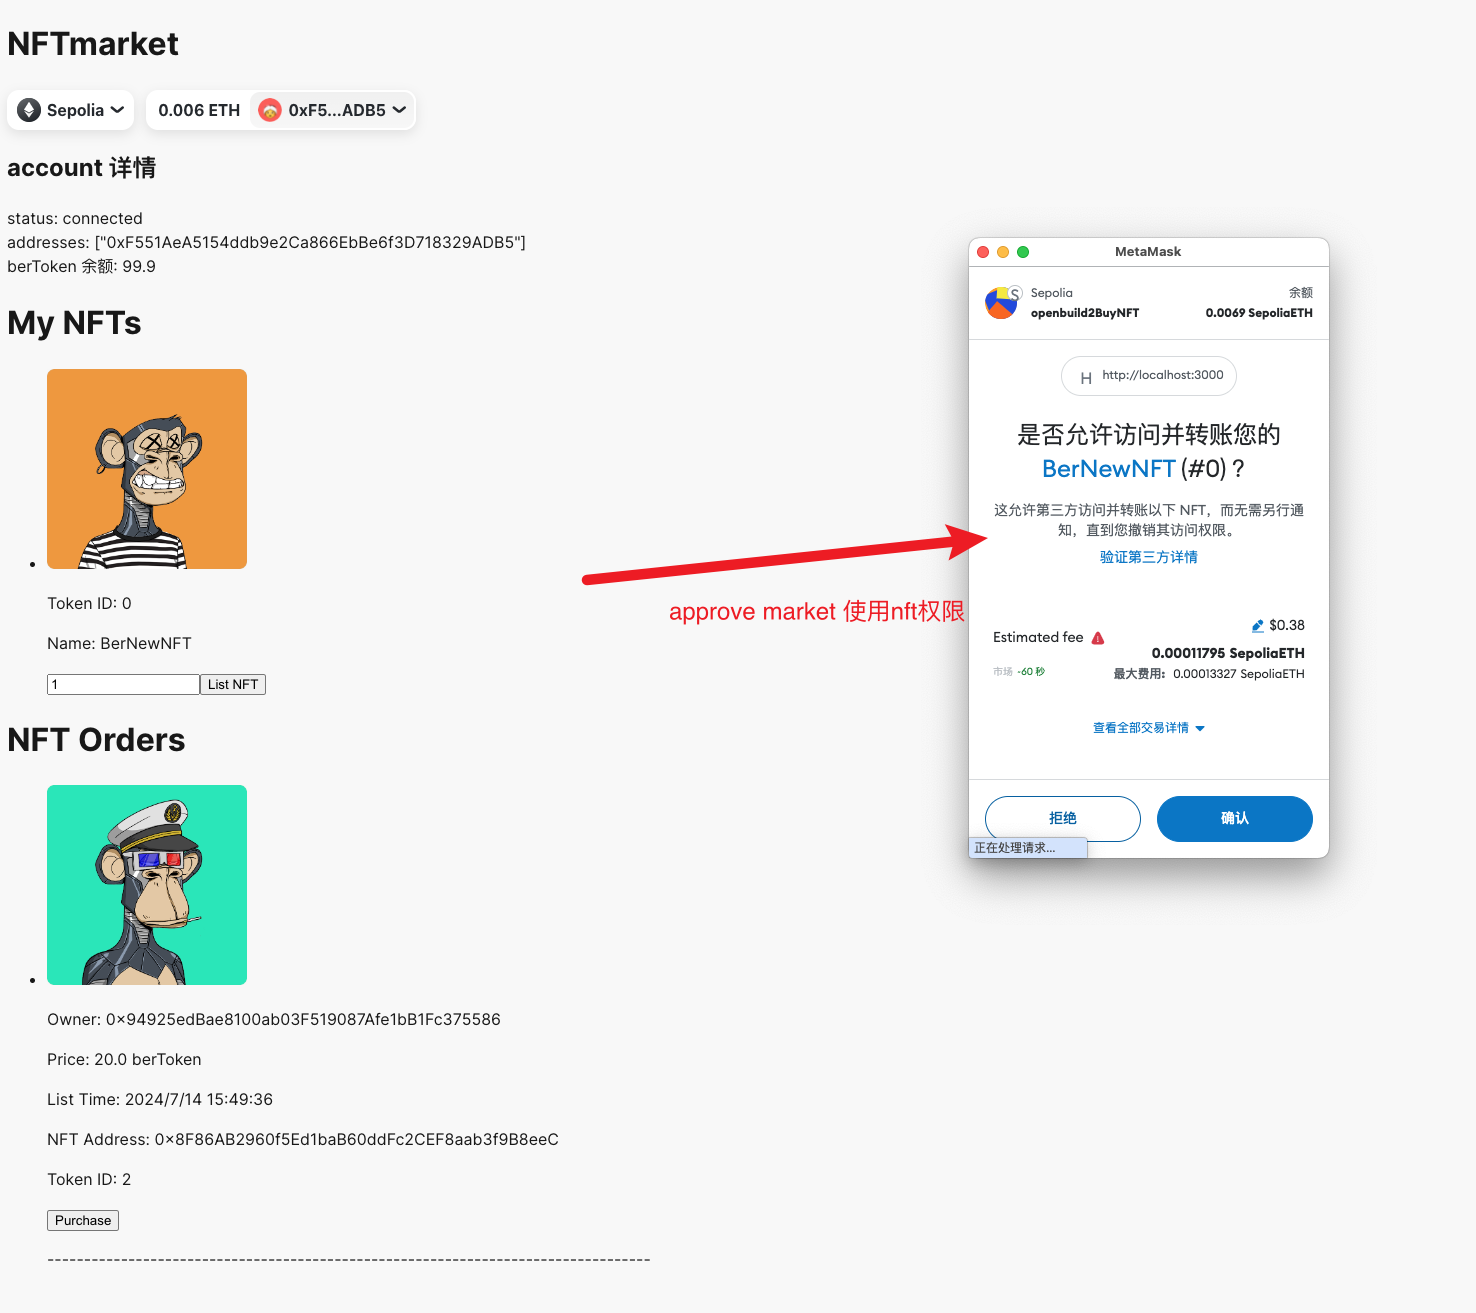 NFTmarket
Sepolia
0.006 ETH
0xF5...ADB5
account 详情
status: connected
addresses: ["0xF551AeA5154ddb9e2Ca866EbBe6f3D718329ADB5"]
berToken 余额: 99.9
My NFTs
Token ID: 0
Name: BerNewNFT
1
List NFT
NFT Orders
Owner: 0x94925edBae8100ab03F519087Afe1bB1Fc375586
Price: 20.0 berToken
List Time: 2024/7/14 15:49:36
NFT Address: 0x8F86AB2960f5Ed1baB60ddFc2CEF8aab3f9B8eeC
Token ID: 2
Purchase
--------------------------------------------------------------------------------------
approve market 使用nft权限
MetaMask
S
Sepolia
余额
openbuild2BuyNFT
0.0069 SepoliaETH
H
http://localhost:3000
是否允许访问并转账您的
BerNewNFT (#0)？
这允许第三方访问并转账以下 NFT，而无需另行通
知，直到您撤销其访问权限。
验证第三方详情
$0.38
Estimated fee
0.00011795 SepoliaETH
市场 ~60 秒
最大费用: 0.00013327 SepoliaETH
查看全部交易详情
拒绝
确认
正在处理请求...